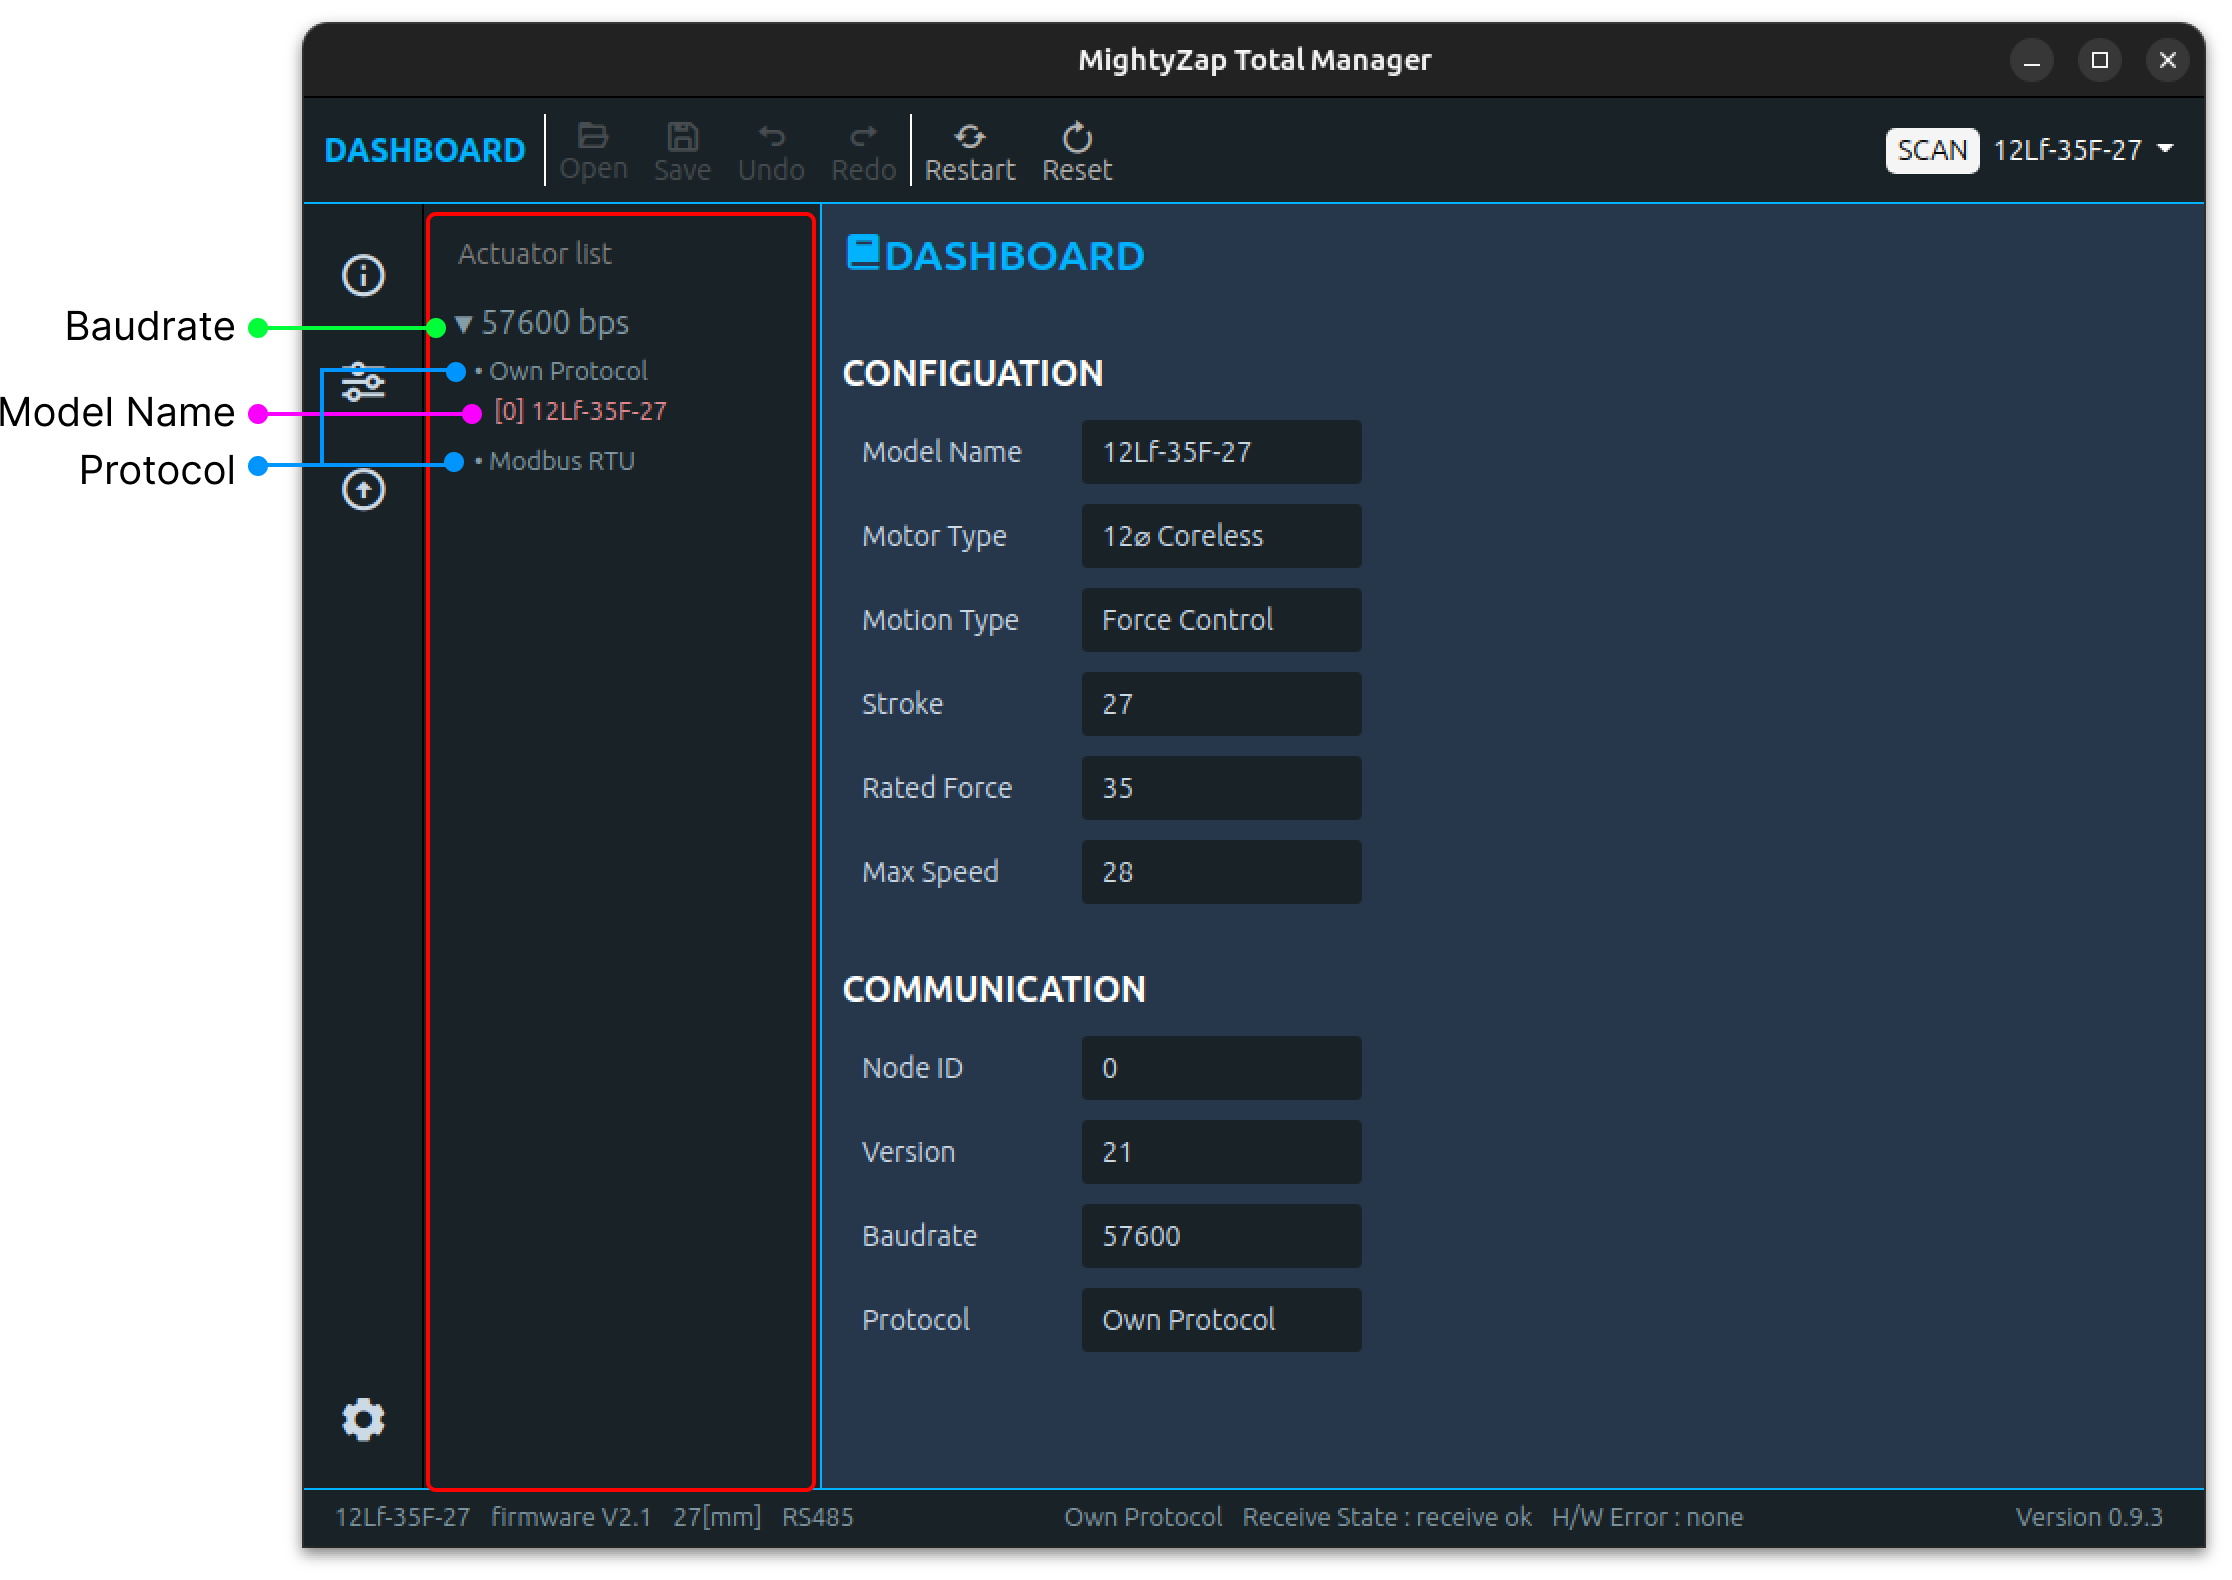 MightyZap Total Manager
DASHBOARD
Open
Save
Undo
Redo
Restart
Reset
SCAN
12Lf-35F-27
Actuator list
Baudrate
▼ 57600 bps
• Own Protocol
Model Name
[0] 12Lf-35F-27
Protocol
• Modbus RTU
DASHBOARD
CONFIGUATION
Model Name 12Lf-35F-27
Motor Type 12⌀ Coreless
Motion Type Force Control
Stroke 27
Rated Force 35
Max Speed 28
COMMUNICATION
Node ID 0
Version 21
Baudrate 57600
Protocol Own Protocol
12Lf-35F-27 firmware V2.1 27[mm] RS485 Own Protocol Receive State : receive ok H/W Error : none Version 0.9.3